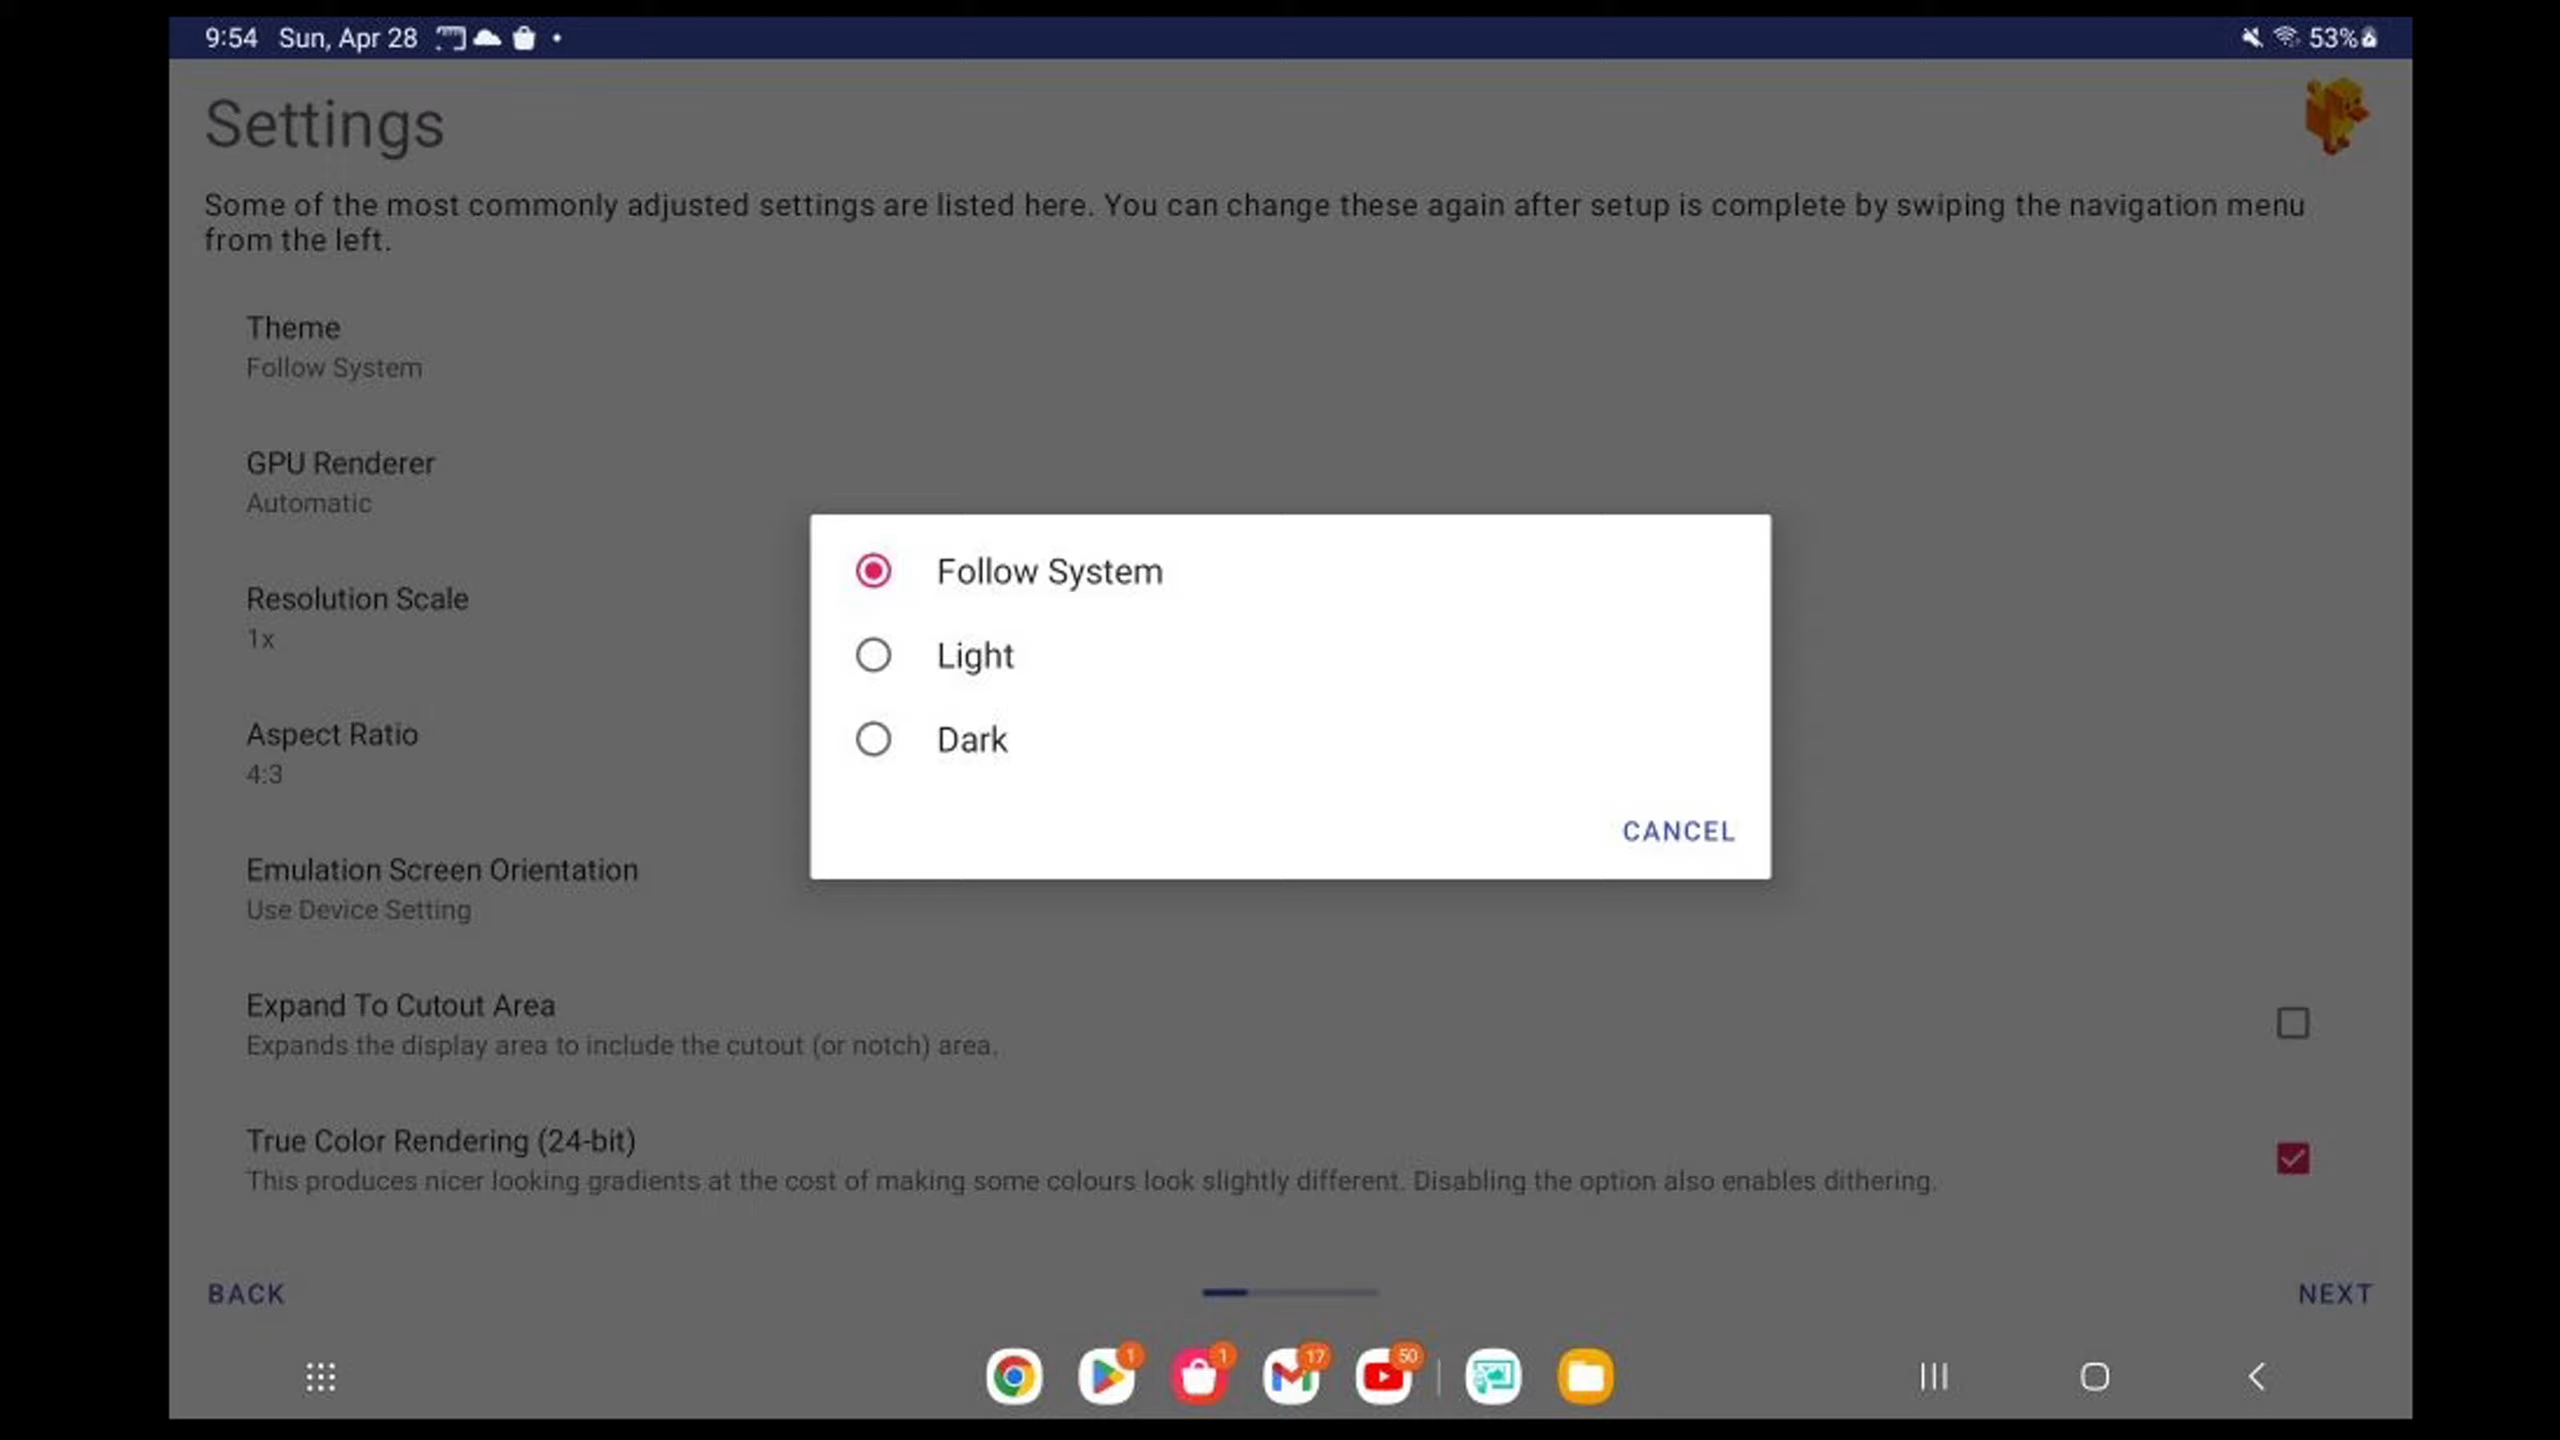 9:54 Sun, Apr 28
53%
Settings
Some of the most commonly adjusted settings are listed here. You can change these again after setup is complete by swiping the navigation menu
from the left.
Theme
Follow System
GPU Renderer
Automatic
Resolution Scale
1x
Aspect Ratio
4:3
Emulation Screen Orientation
Use Device Setting
Expand To Cutout Area
Expands the display area to include the cutout (or notch) area.
True Color Rendering (24-bit)
This produces nicer looking gradients at the cost of making some colours look slightly different. Disabling the option also enables dithering.
Follow System
Light
Dark
CANCEL
BACK
NEXT
1
1
17
50